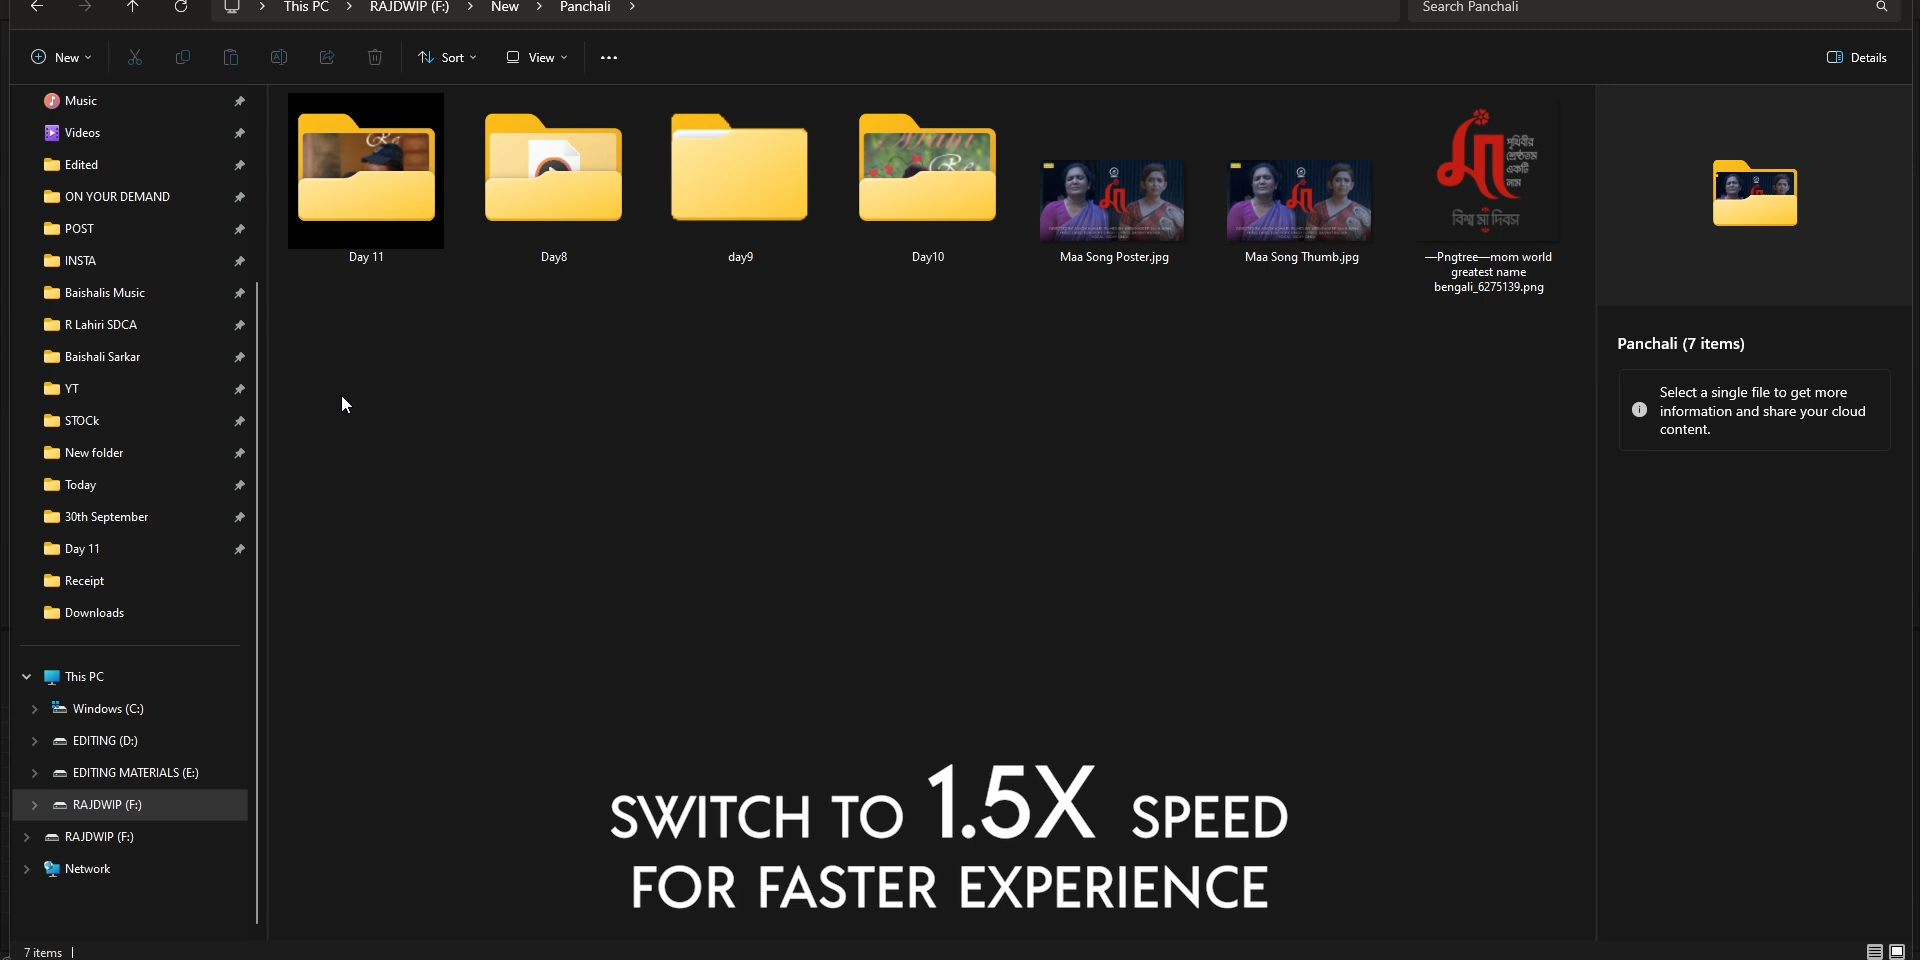 This PC > RAJDWIP (F:) > New > Panchali >
Search Panchali
New
Sort
View
Details
Music
Videos
Edited
ON YOUR DEMAND
POST
INSTA
Baishalis Music
R Lahiri SDCA
Baishali Sarkar
YT
STOCk
New folder
Today
30th September
Day 11
Receipt
Downloads
This PC
Windows (C:)
EDITING (D:)
EDITING MATERIALS (E:)
RAJDWIP (F:)
RAJDWIP (F:)
Network
Day 11
Day8
day9
Day10
Maa Song Poster.jpg
Maa Song Thumb.jpg
মাঁ
পৃথিবীর
শ্রেষ্ঠতম
একটি
নাম
বিশ্ব মা দিবস
—Pngtree—mom world
greatest name
bengali_6275139.png
Panchali (7 items)
Select a single file to get more
information and share your cloud
content.
SWITCH TO 1.5X SPEED
FOR FASTER EXPERIENCE
7 items